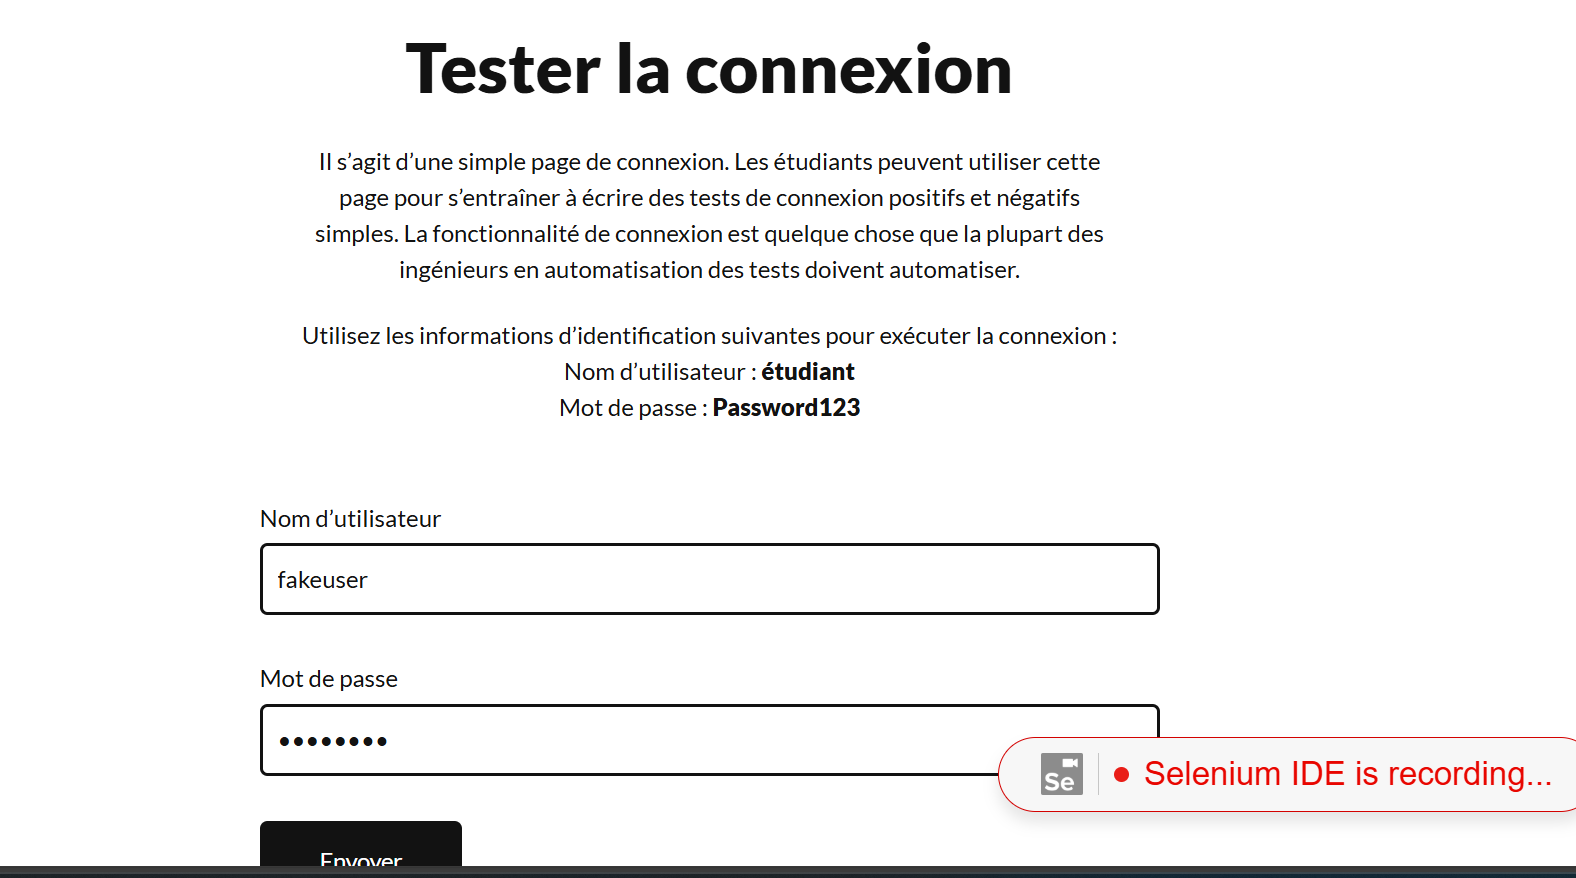 Tester la connexion
Il s’agit d’une simple page de connexion. Les étudiants peuvent utiliser cette
page pour s’entraîner à écrire des tests de connexion positifs et négatifs
simples. La fonctionnalité de connexion est quelque chose que la plupart des
ingénieurs en automatisation des tests doivent automatiser.
Utilisez les informations d’identification suivantes pour exécuter la connexion :
Nom d’utilisateur : étudiant
Mot de passe : Password123
Nom d’utilisateur
fakeuser
Mot de passe
••••••••
Se
Selenium IDE is recording...
Envoyer